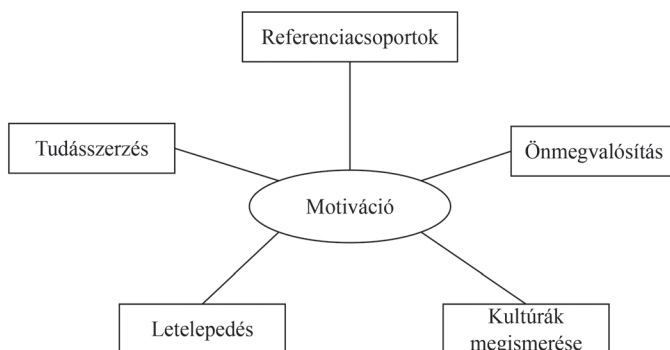 Referenciacsoportok
Tudásszerzés
Önmegvalósítás
Motiváció
Letelepedés
Kultúrák
megismerése